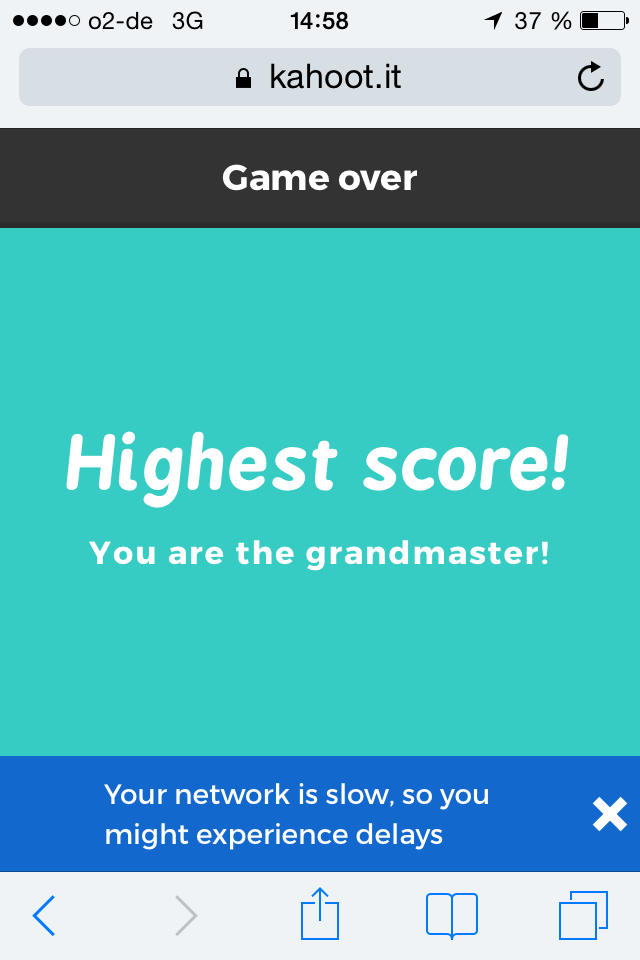 o2-de 3G 14:58 37 %
kahoot.it
Game over
Highest score!
You are the grandmaster!
Your network is slow, so you
might experience delays